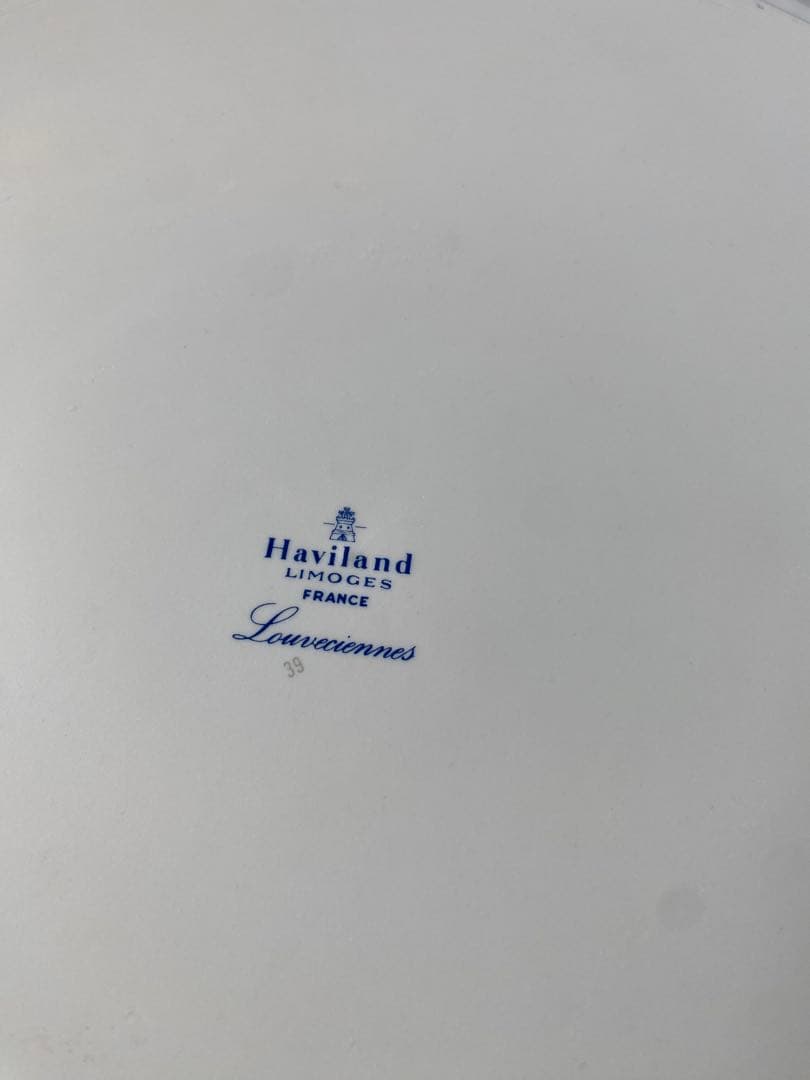 Haviland
LIMOGES
FRANCE
Louveciennes
39